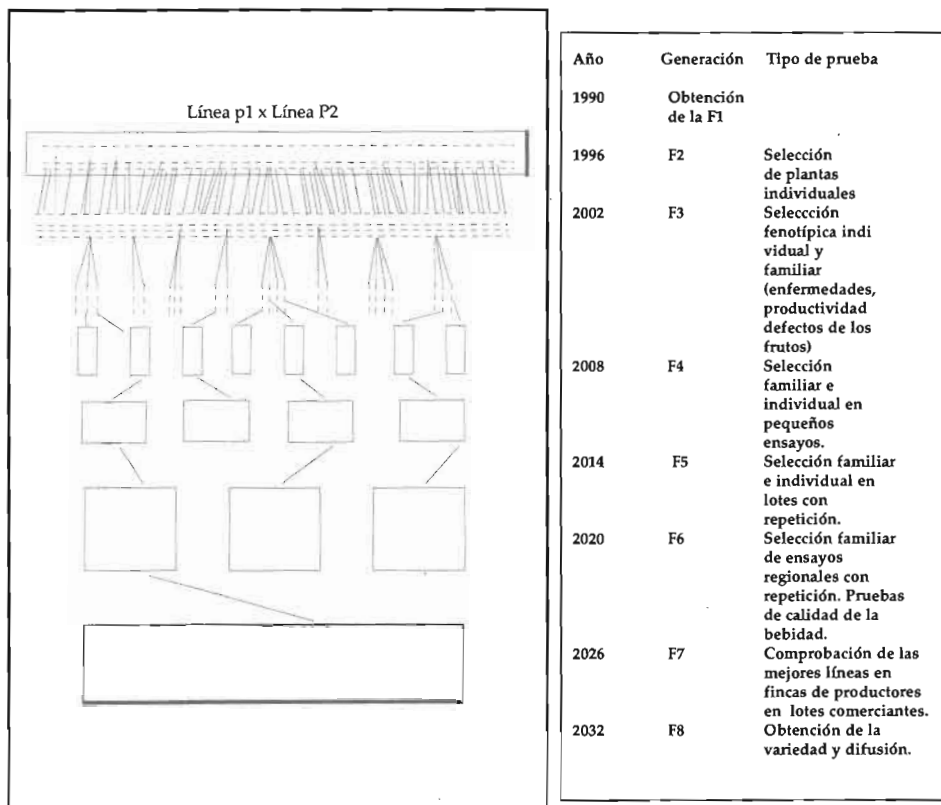 Línea p1 x Línea P2
Año Generación Tipo de prueba
1990 Obtención
de la F1
1996 F2 Selección
de plantas
individuales
2002 F3 Seleccción
fenotípica indi
vidual y
familiar
(enfermedades,
productividad
defectos de los
frutos)
2008 F4 Selección
familiar e
individual en
pequeños
ensayos.
2014 F5 Selección familiar
e individual en
lotes con
repetición.
2020 F6 Selección familiar
de ensayos
regionales con
repetición. Pruebas
de calidad de la
bebidad.
2026 F7 Comprobación de las
mejores líneas en
fincas de productores
en lotes comerciantes.
2032 F8 Obtención de la
variedad y difusión.